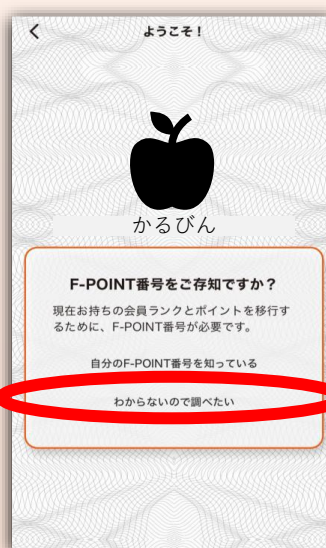 ようこそ！
かるびん
F-POINT番号をご存知ですか？
現在お持ちの会員ランクとポイントを移行す
るために、F-POINT番号が必要です。
自分のF-POINT番号を知っている
わからないので調べたい